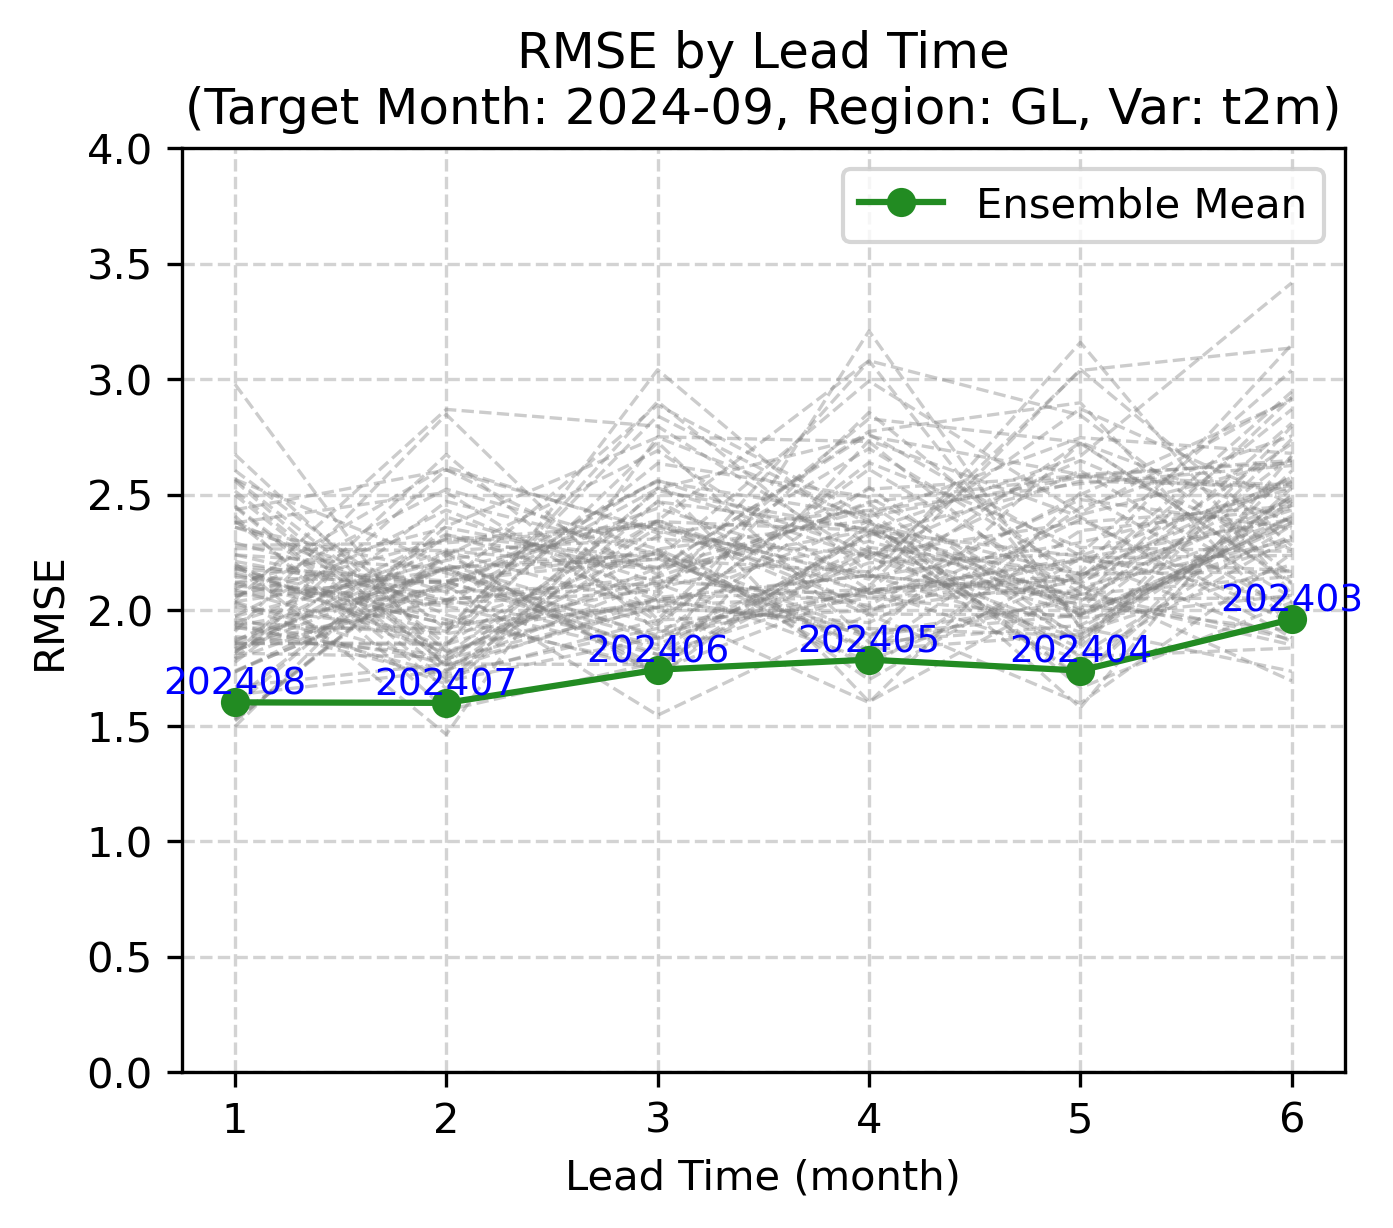 RMSE by Lead Time
(Target Month: 2024-09, Region: GL, Var: t2m)
4.0
3.5
3.0
2.5
2.0
1.5
1.0
0.5
0.0
RMSE
Ensemble Mean
202408
202407
202406
202405
202404
202403
1 2 3 4 5 6
Lead Time (month)